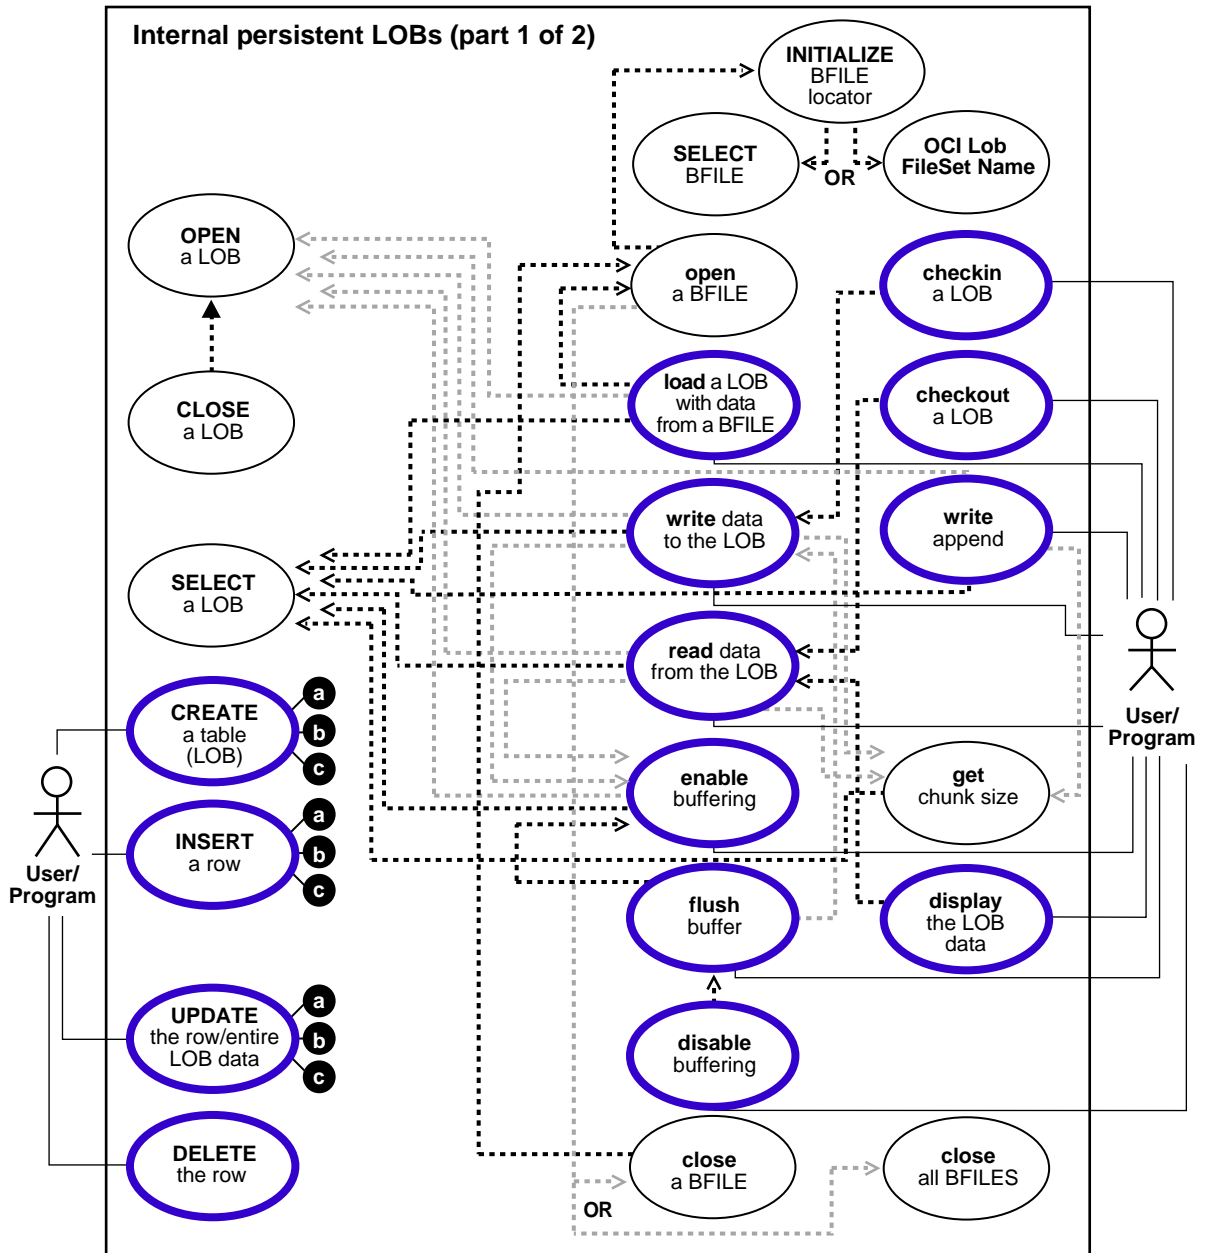 Internal persistent LOBs (part 1 of 2)
INITIALIZE
BFILE
locator
SELECT
BFILE
OR
OCI Lob
FileSet Name
OPEN
a LOB
open
a BFILE
checkin
a LOB
CLOSE
a LOB
load a LOB
with data
from a BFILE
checkout
a LOB
write data
to the LOB
write
append
SELECT
a LOB
read data
from the LOB
User/
Program
CREATE
a table
(LOB)
a
b
c
enable
buffering
get
chunk size
INSERT
a row
a
b
c
User/
Program
flush
buffer
display
the LOB
data
UPDATE
the row/entire
LOB data
a
b
c
disable
buffering
DELETE
the row
close
a BFILE
close
all BFILES
OR